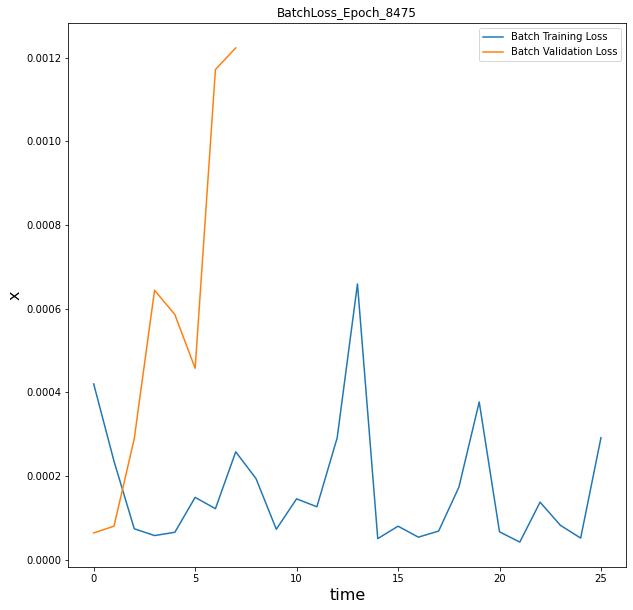 BatchLoss_Epoch_8475
Batch Training Loss
Batch Validation Loss
0.0012
0.0010
0.0008
0.0006
0.0004
0.0002
0.0000
x
0 5 10 15 20 25
time